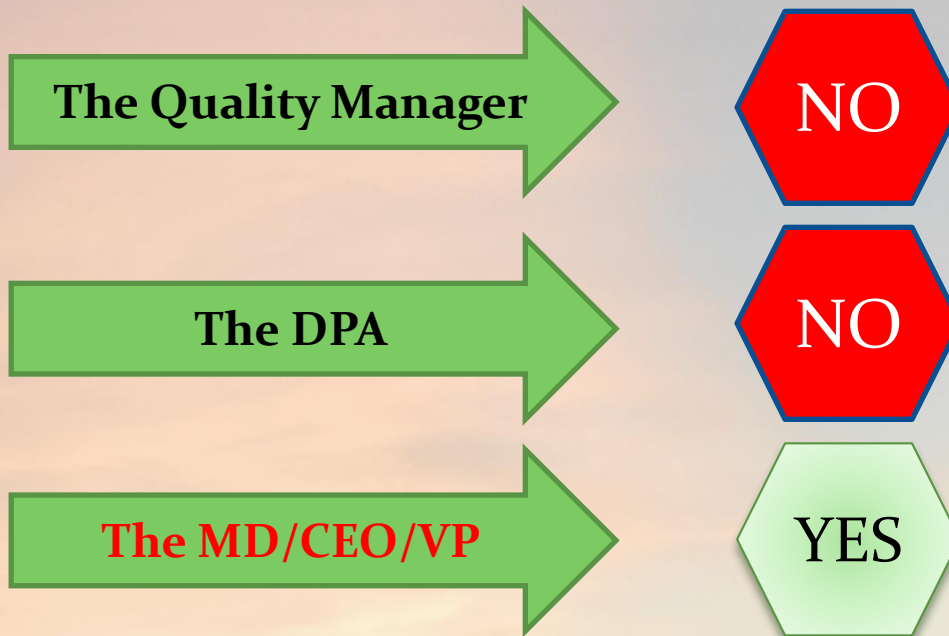 The Quality Manager
NO
The DPA
NO
The MD/CEO/VP
YES